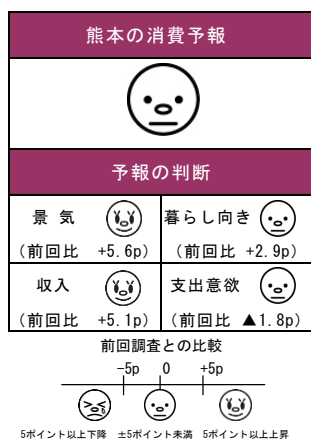 熊本の消費予報
予報の判断
景 気
(前回比 +5.6p)
暮らし向き
(前回比 +2.9p)
収入
(前回比 +5.1p)
支出意欲
(前回比 ▲1.8p)
前回調査との比較
−5p 0 +5p
5ポイント以上下降 ±5ポイント未満 5ポイント以上上昇